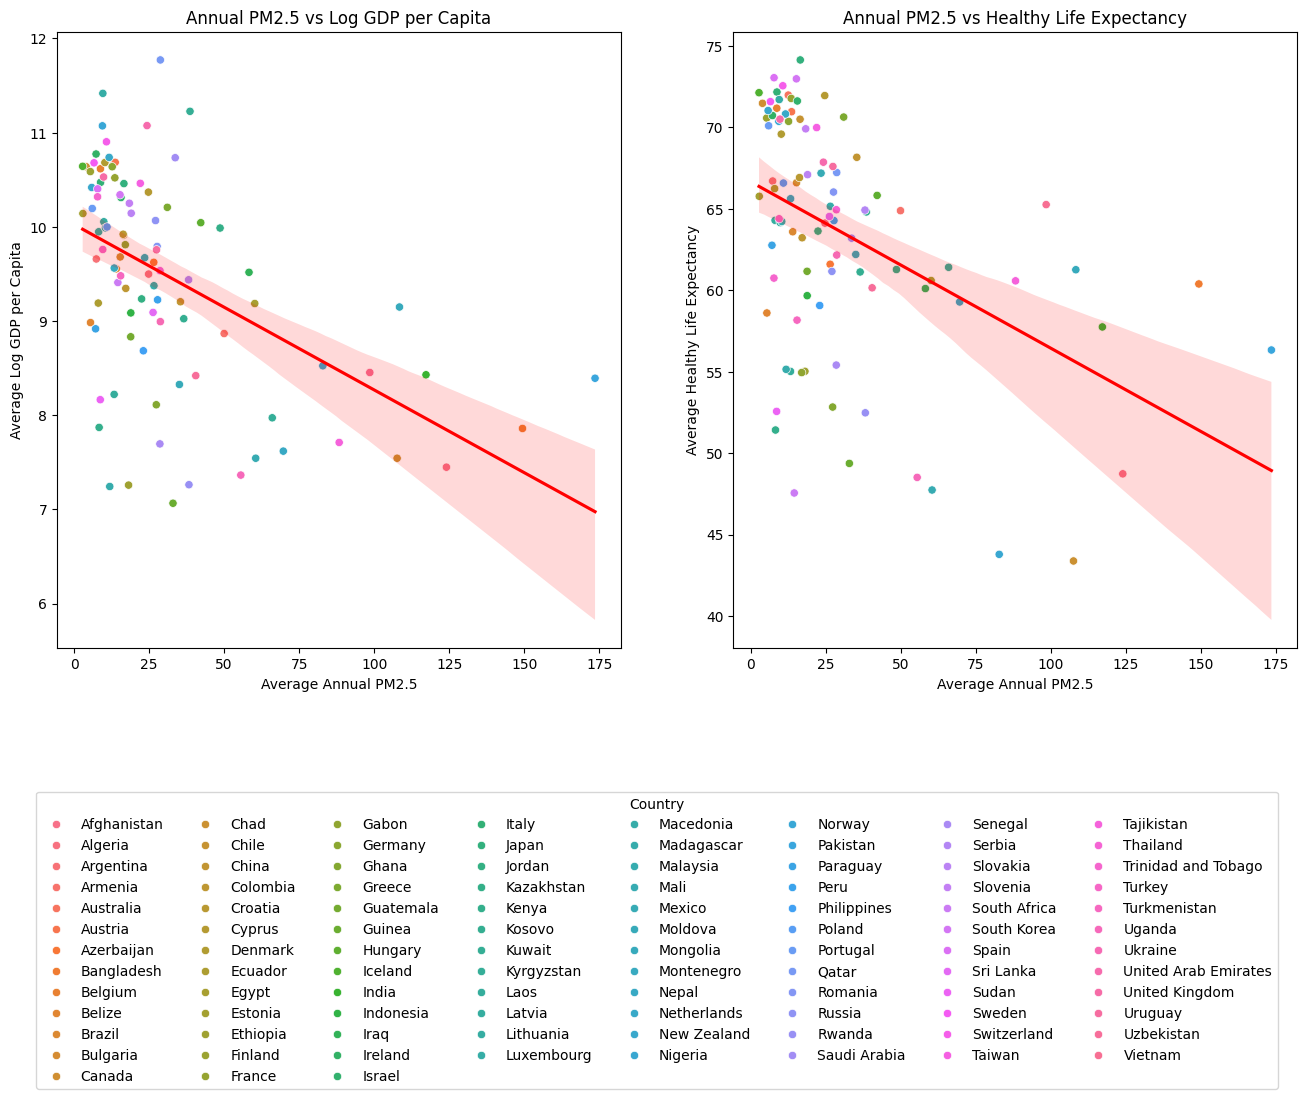 Annual PM2.5 vs Log GDP per Capita
12
11
10
9
8
7
6
Average Log GDP per Capita
0 25 50 75 100 125 150 175
Average Annual PM2.5
Annual PM2.5 vs Healthy Life Expectancy
75
70
65
60
55
50
45
40
Average Healthy Life Expectancy
0 25 50 75 100 125 150 175
Average Annual PM2.5
Country
Afghanistan
Algeria
Argentina
Armenia
Australia
Austria
Azerbaijan
Bangladesh
Belgium
Belize
Brazil
Bulgaria
Canada
Chad
Chile
China
Colombia
Croatia
Cyprus
Denmark
Ecuador
Egypt
Estonia
Ethiopia
Finland
France
Gabon
Germany
Ghana
Greece
Guatemala
Guinea
Hungary
Iceland
India
Indonesia
Iraq
Ireland
Israel
Italy
Japan
Jordan
Kazakhstan
Kenya
Kosovo
Kuwait
Kyrgyzstan
Laos
Latvia
Lithuania
Luxembourg
Macedonia
Madagascar
Malaysia
Mali
Mexico
Moldova
Mongolia
Montenegro
Nepal
Netherlands
New Zealand
Nigeria
Norway
Pakistan
Paraguay
Peru
Philippines
Poland
Portugal
Qatar
Romania
Russia
Rwanda
Saudi Arabia
Senegal
Serbia
Slovakia
Slovenia
South Africa
South Korea
Spain
Sri Lanka
Sudan
Sweden
Switzerland
Taiwan
Tajikistan
Thailand
Trinidad and Tobago
Turkey
Turkmenistan
Uganda
Ukraine
United Arab Emirates
United Kingdom
Uruguay
Uzbekistan
Vietnam